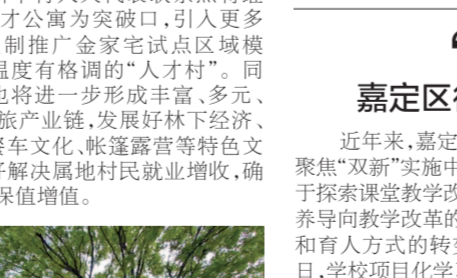 才公寓为突破口,引入更多
制推广金家宅试点区域模
温度有格调的“人才村”。同
也将进一步形成丰富、多元、
旅产业链,发展好林下经济、
餐车文化、帐篷露营等特色文
好解决属地村民就业增收,确
保值增值。
嘉定区
近年来,嘉定
聚焦“双新”实施中
于探索课堂教学改
养导向教学改革的
和育人方式的转变
日,学校项目化学